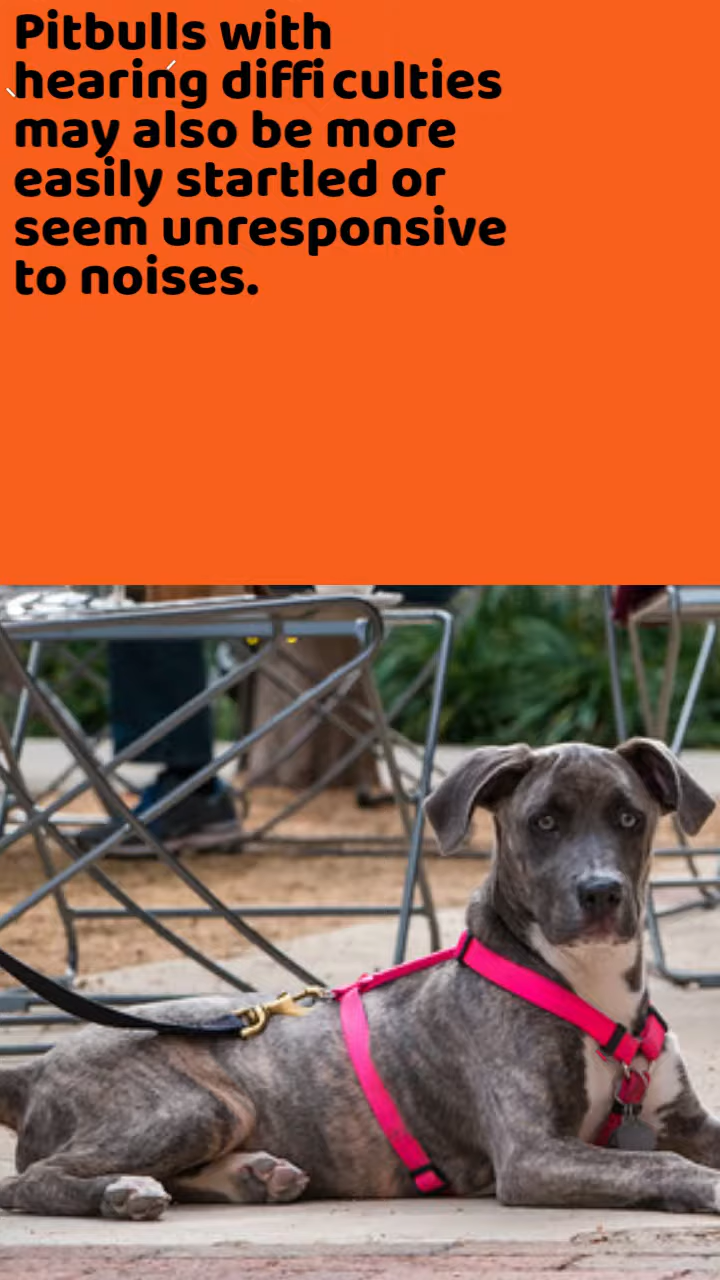 Pitbulls with
hearing difficulties
may also be more
easily startled or
seem unresponsive
to noises.